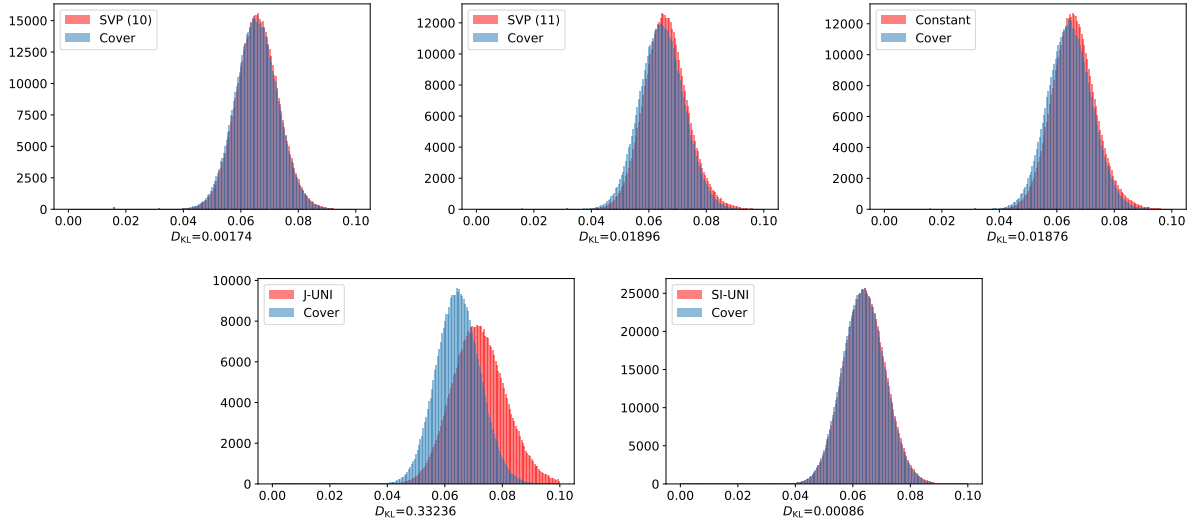 SVP (10)
Cover
15000
12500
10000
7500
5000
2500
0
0.00 0.02 0.04 0.06 0.08 0.10
D_KL=0.00174
SVP (11)
Cover
12000
10000
8000
6000
4000
2000
0
0.00 0.02 0.04 0.06 0.08 0.10
D_KL=0.01896
Constant
Cover
12000
10000
8000
6000
4000
2000
0
0.00 0.02 0.04 0.06 0.08 0.10
D_KL=0.01876
J-UNI
Cover
10000
8000
6000
4000
2000
0
0.00 0.02 0.04 0.06 0.08 0.10
D_KL=0.33236
SI-UNI
Cover
25000
20000
15000
10000
5000
0
0.00 0.02 0.04 0.06 0.08 0.10
D_KL=0.00086